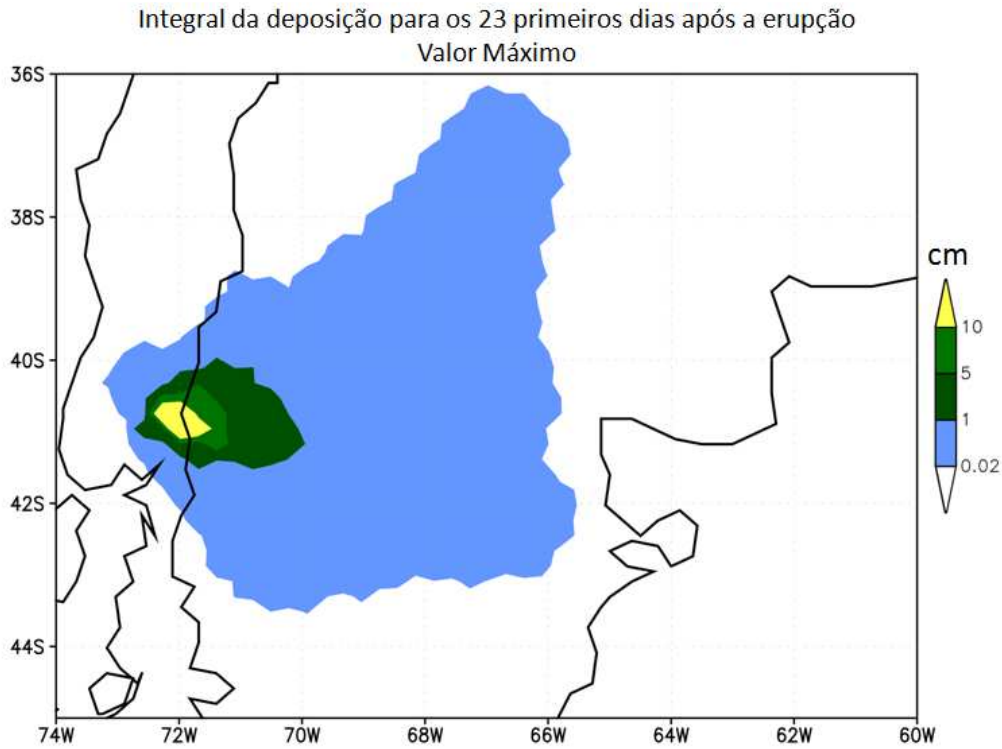 Integral da deposição para os 23 primeiros dias após a erupção
Valor Máximo
36S
38S
40S
42S
44S
74W 72W 70W 68W 66W 64W 62W 60W
cm
10
5
1
0.02